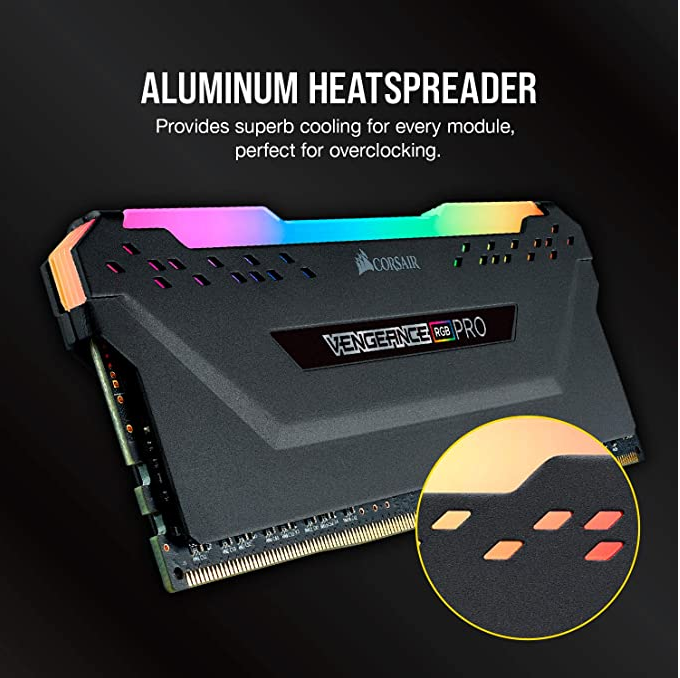 ALUMINUM HEATSPREADER
Provides superb cooling for every module,
perfect for overclocking.
CORSAIR
VENGEANCE RGB PRO